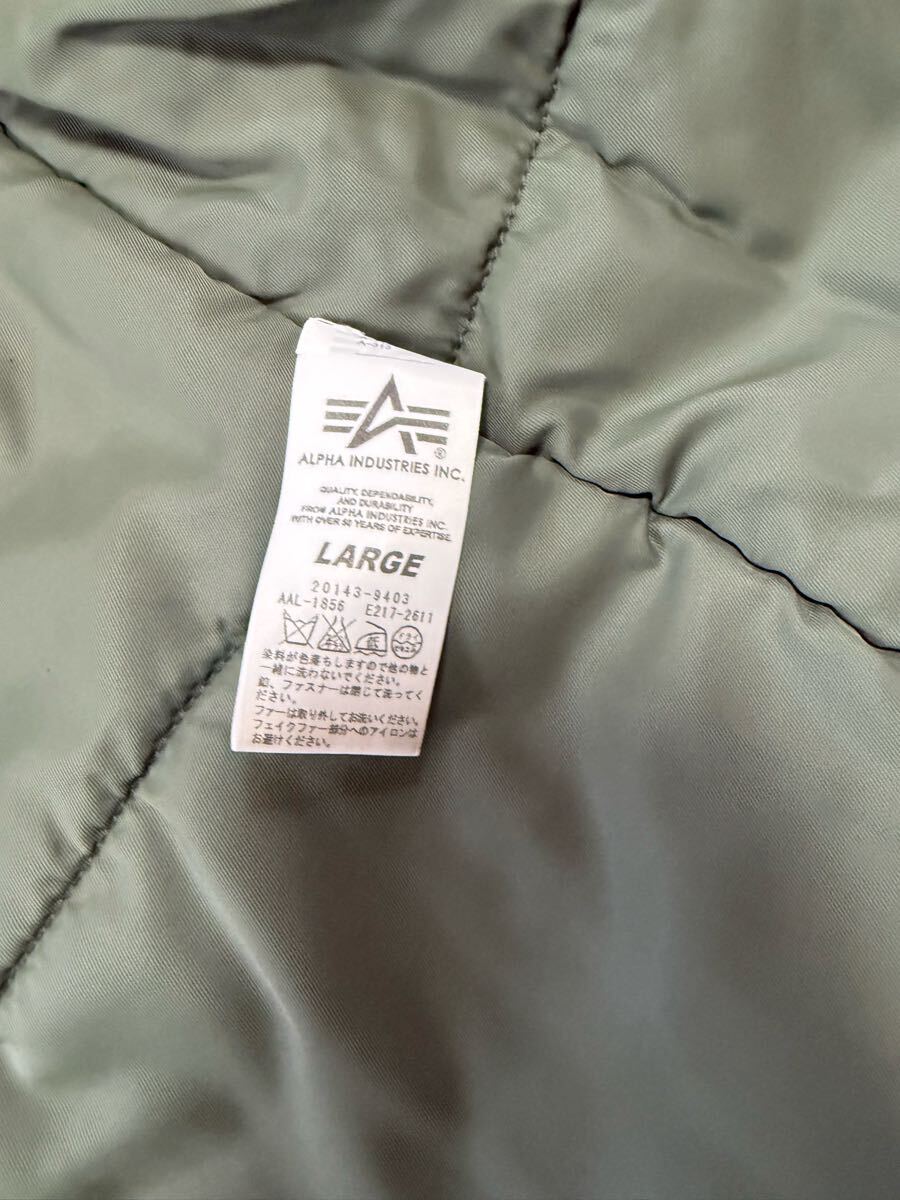 A-313
ALPHA INDUSTRIES INC.
QUALITY, DEPENDABILITY,
AND DURABILITY
FROM ALPHA INDUSTRIES INC.
WITH OVER 50 YEARS OF EXPERTISE.
LARGE
20143-9403
AAL-1856 E217-2611
低 ドライ
染料が色落ちしますので他の物と
一緒に洗わないでください。
尚、ファスナーは閉じて洗ってく
ださい。
ファーは取り外してお洗いください。
フェイクファー部分へのアイロンは
お避けください。